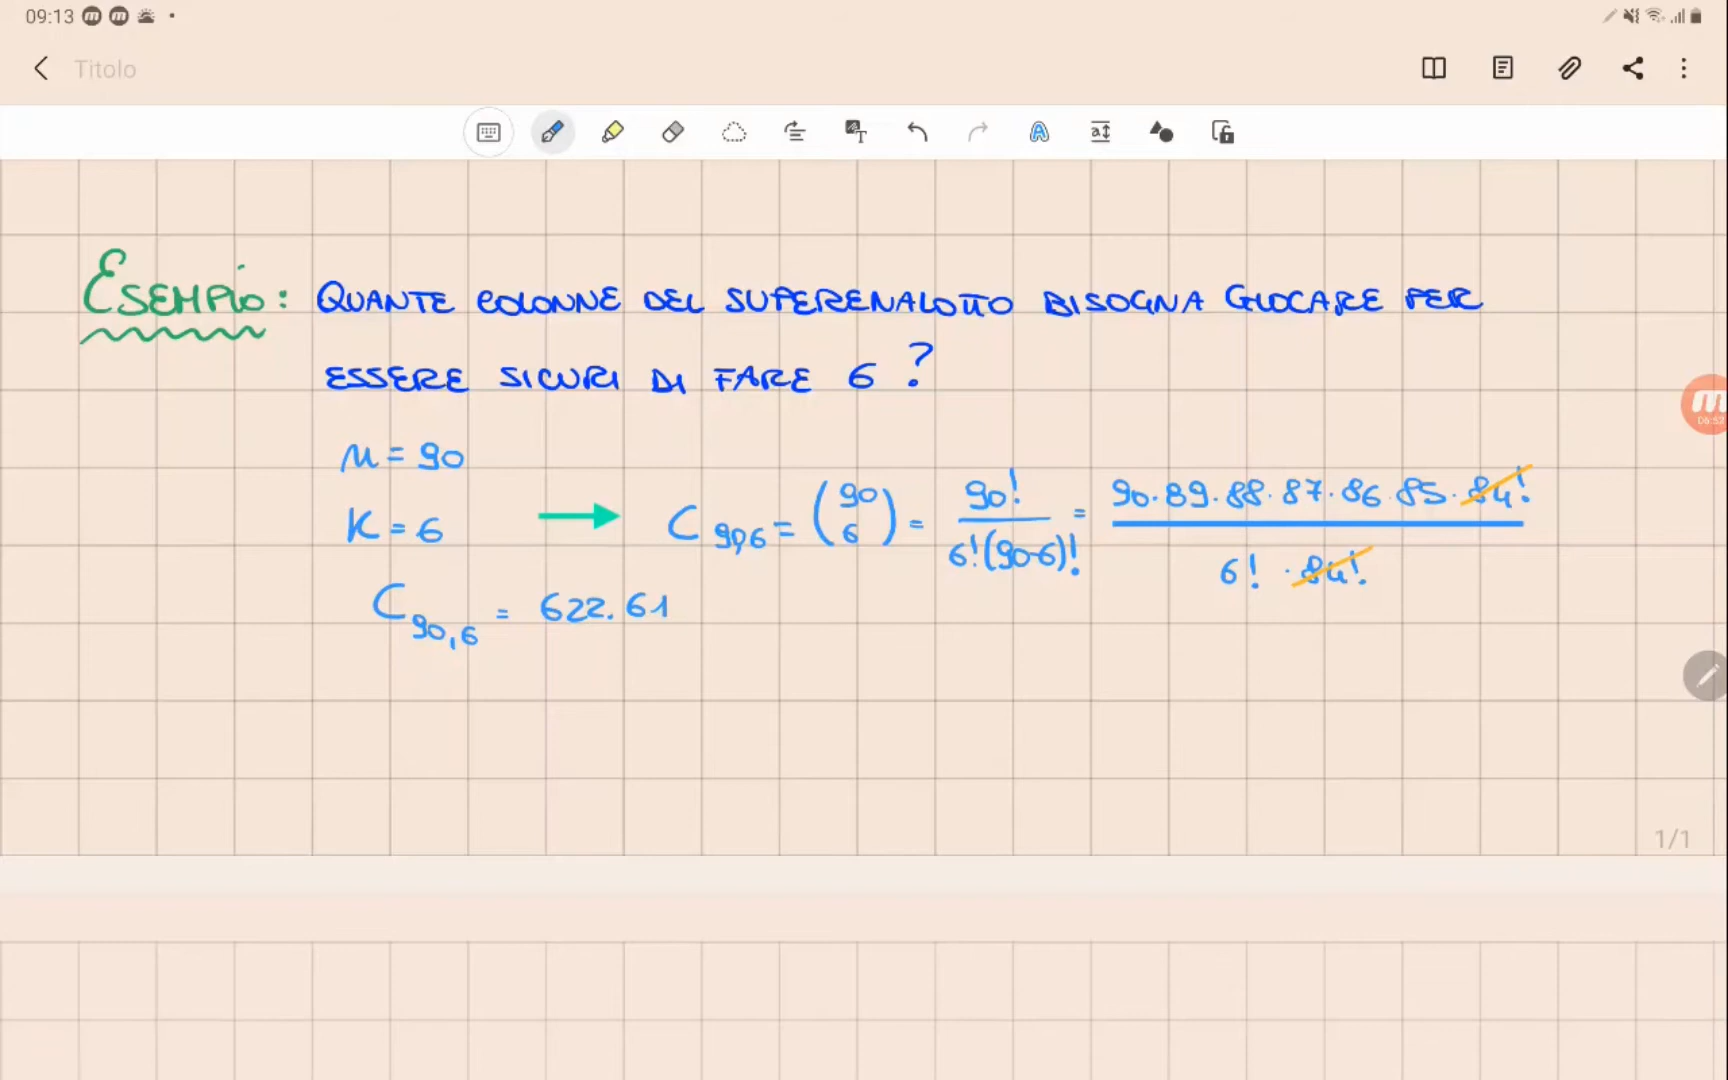 09:13
Titolo
ESEMPIO: QUANTE COLONNE DEL SUPERENALOTTO BISOGNA GIOCARE PER
ESSERE SICURI DI FARE 6 ?
n = 90
K = 6
C 90,6 = (90 6) = 90! / 6!(90-6)! = 90·89·88·87·86·85·84! / 6! · 84!
C 90,6 = 622.61
1/1